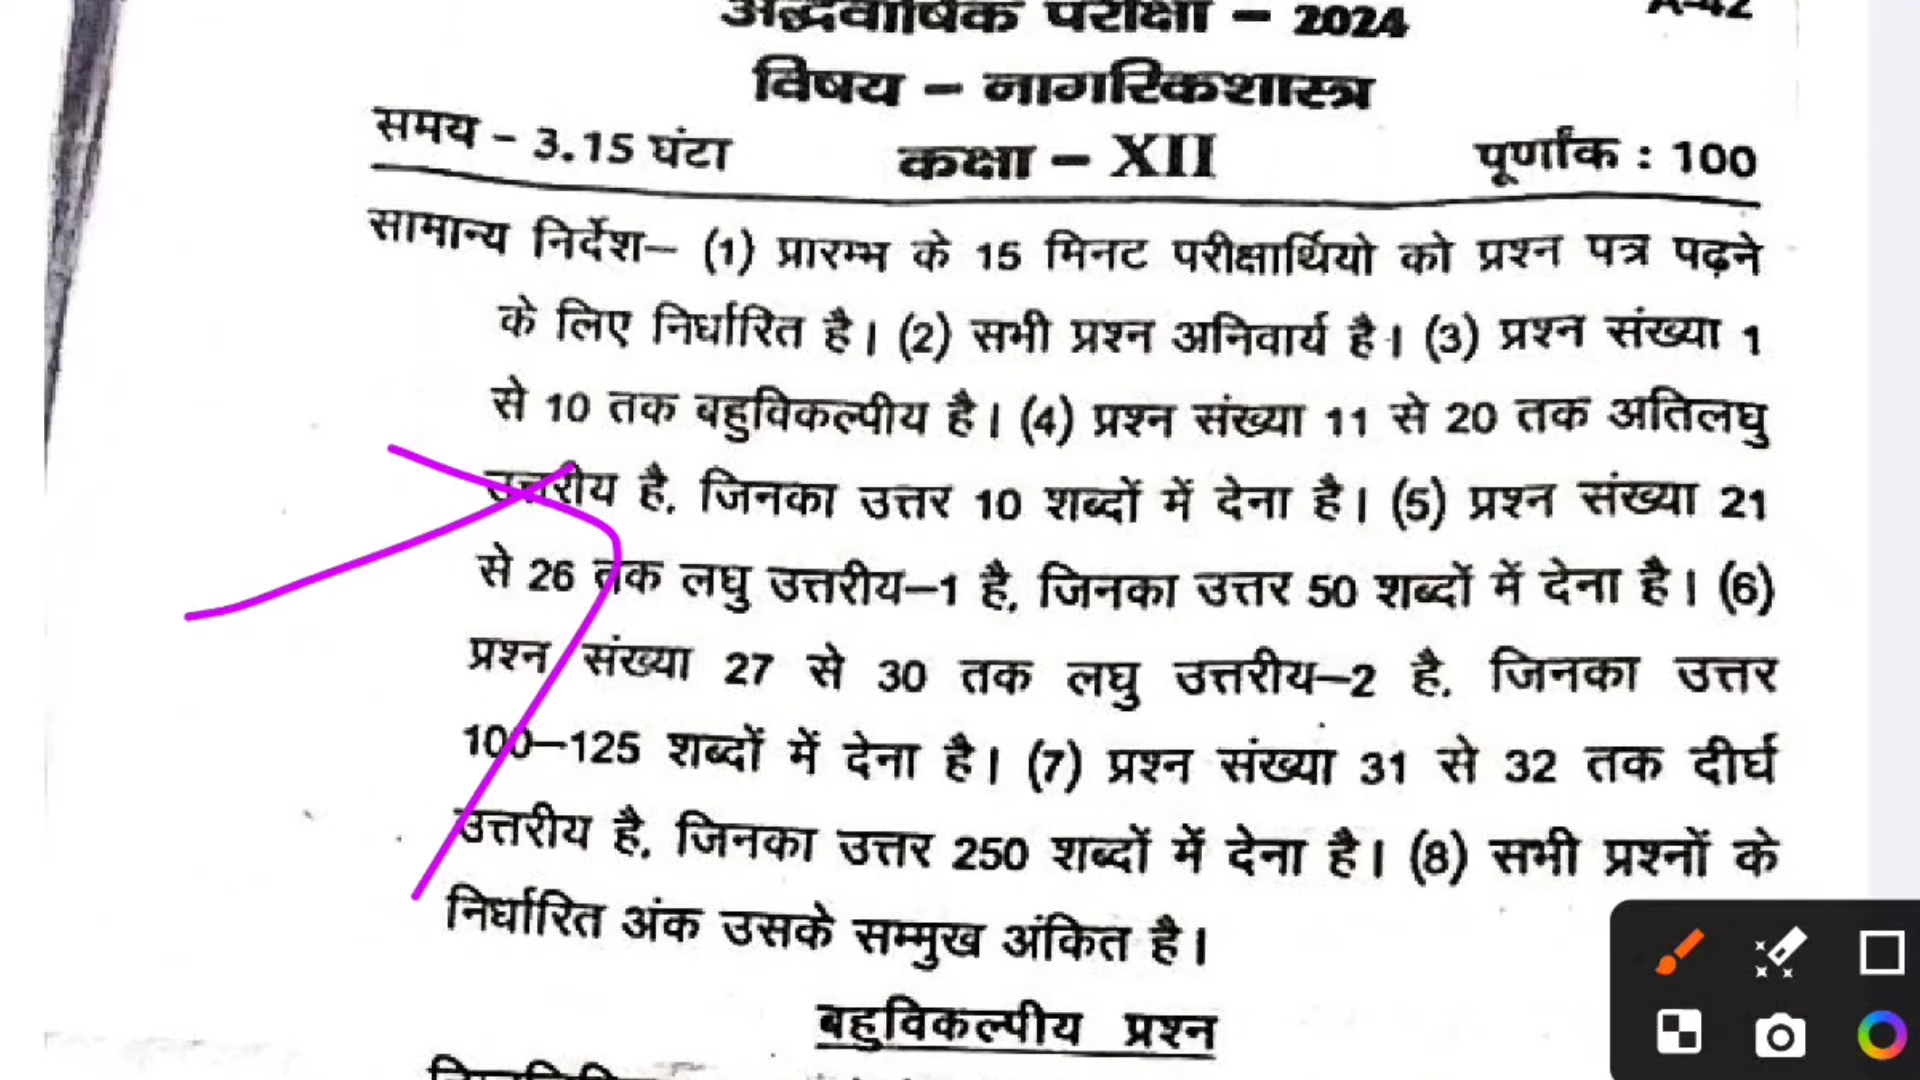 अर्द्धवार्षिक परीक्षा – 2024
A-42
विषय – नागरिकशास्त्र
समय – 3.15 घंटा कक्षा – XII पूर्णांक : 100
सामान्य निर्देश– (1) प्रारम्भ के 15 मिनट परीक्षार्थियो को प्रश्न पत्र पढ़ने
के लिए निर्धारित है। (2) सभी प्रश्न अनिवार्य है। (3) प्रश्न संख्या 1
से 10 तक बहुविकल्पीय है। (4) प्रश्न संख्या 11 से 20 तक अतिलघु
उत्तरीय है, जिनका उत्तर 10 शब्दों में देना है। (5) प्रश्न संख्या 21
से 26 तक लघु उत्तरीय–1 है, जिनका उत्तर 50 शब्दों में देना है। (6)
प्रश्न संख्या 27 से 30 तक लघु उत्तरीय–2 है, जिनका उत्तर
100–125 शब्दों में देना है। (7) प्रश्न संख्या 31 से 32 तक दीर्घ
उत्तरीय है, जिनका उत्तर 250 शब्दों में देना है। (8) सभी प्रश्नों के
निर्धारित अंक उसके सम्मुख अंकित है।
बहुविकल्पीय प्रश्न